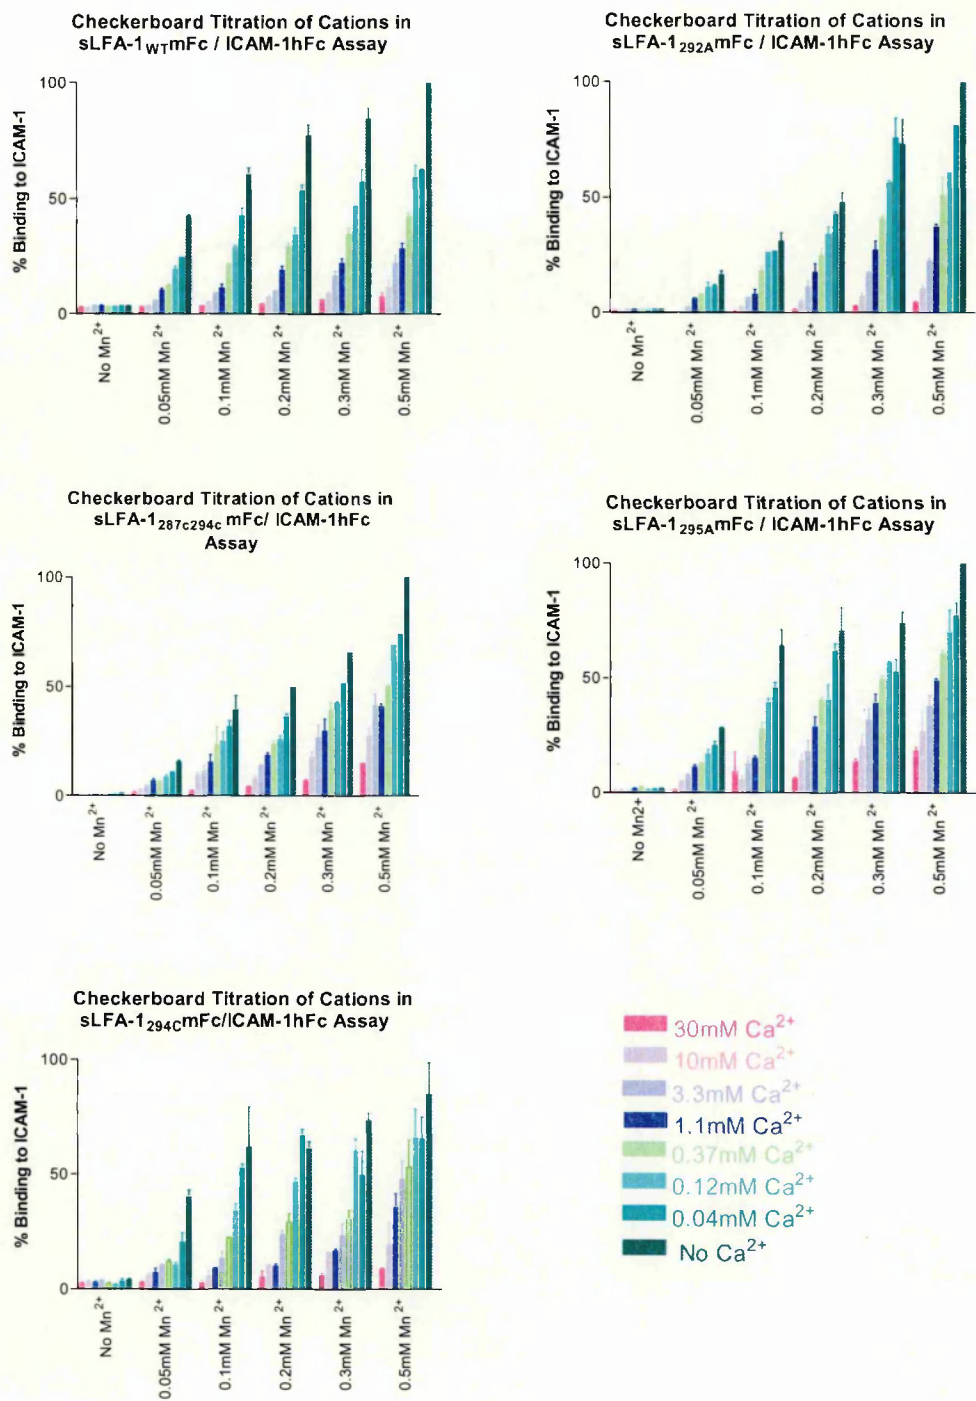 Checkerboard Titration of Cations in
sLFA-1WTmFc / ICAM-1hFc Assay
% Binding to ICAM-1
100
50
0
No Mn2+
0.05mM Mn2+
0.1mM Mn2+
0.2mM Mn2+
0.3mM Mn2+
0.5mM Mn2+
Checkerboard Titration of Cations in
sLFA-1292AmFc / ICAM-1hFc Assay
% Binding to ICAM-1
100
50
0
No Mn2+
0.05mM Mn2+
0.1mM Mn2+
0.2mM Mn2+
0.3mM Mn2+
0.5mM Mn2+
Checkerboard Titration of Cations in
sLFA-1287c294c mFc/ ICAM-1hFc
Assay
% Binding to ICAM-1
100
50
0
No Mn2+
0.05mM Mn2+
0.1mM Mn2+
0.2mM Mn2+
0.3mM Mn2+
0.5mM Mn2+
Checkerboard Titration of Cations in
sLFA-1295AmFc / ICAM-1hFc Assay
% Binding to ICAM-1
100
50
0
No Mn2+
0.05mM Mn2+
0.1mM Mn2+
0.2mM Mn2+
0.3mM Mn2+
0.5mM Mn2+
Checkerboard Titration of Cations in
sLFA-1294CmFc/ICAM-1hFc Assay
% Binding to ICAM-1
100
50
0
No Mn2+
0.05mM Mn2+
0.1mM Mn2+
0.2mM Mn2+
0.3mM Mn2+
0.5mM Mn2+
30mM Ca2+
10mM Ca2+
3.3mM Ca2+
1.1mM Ca2+
0.37mM Ca2+
0.12mM Ca2+
0.04mM Ca2+
No Ca2+